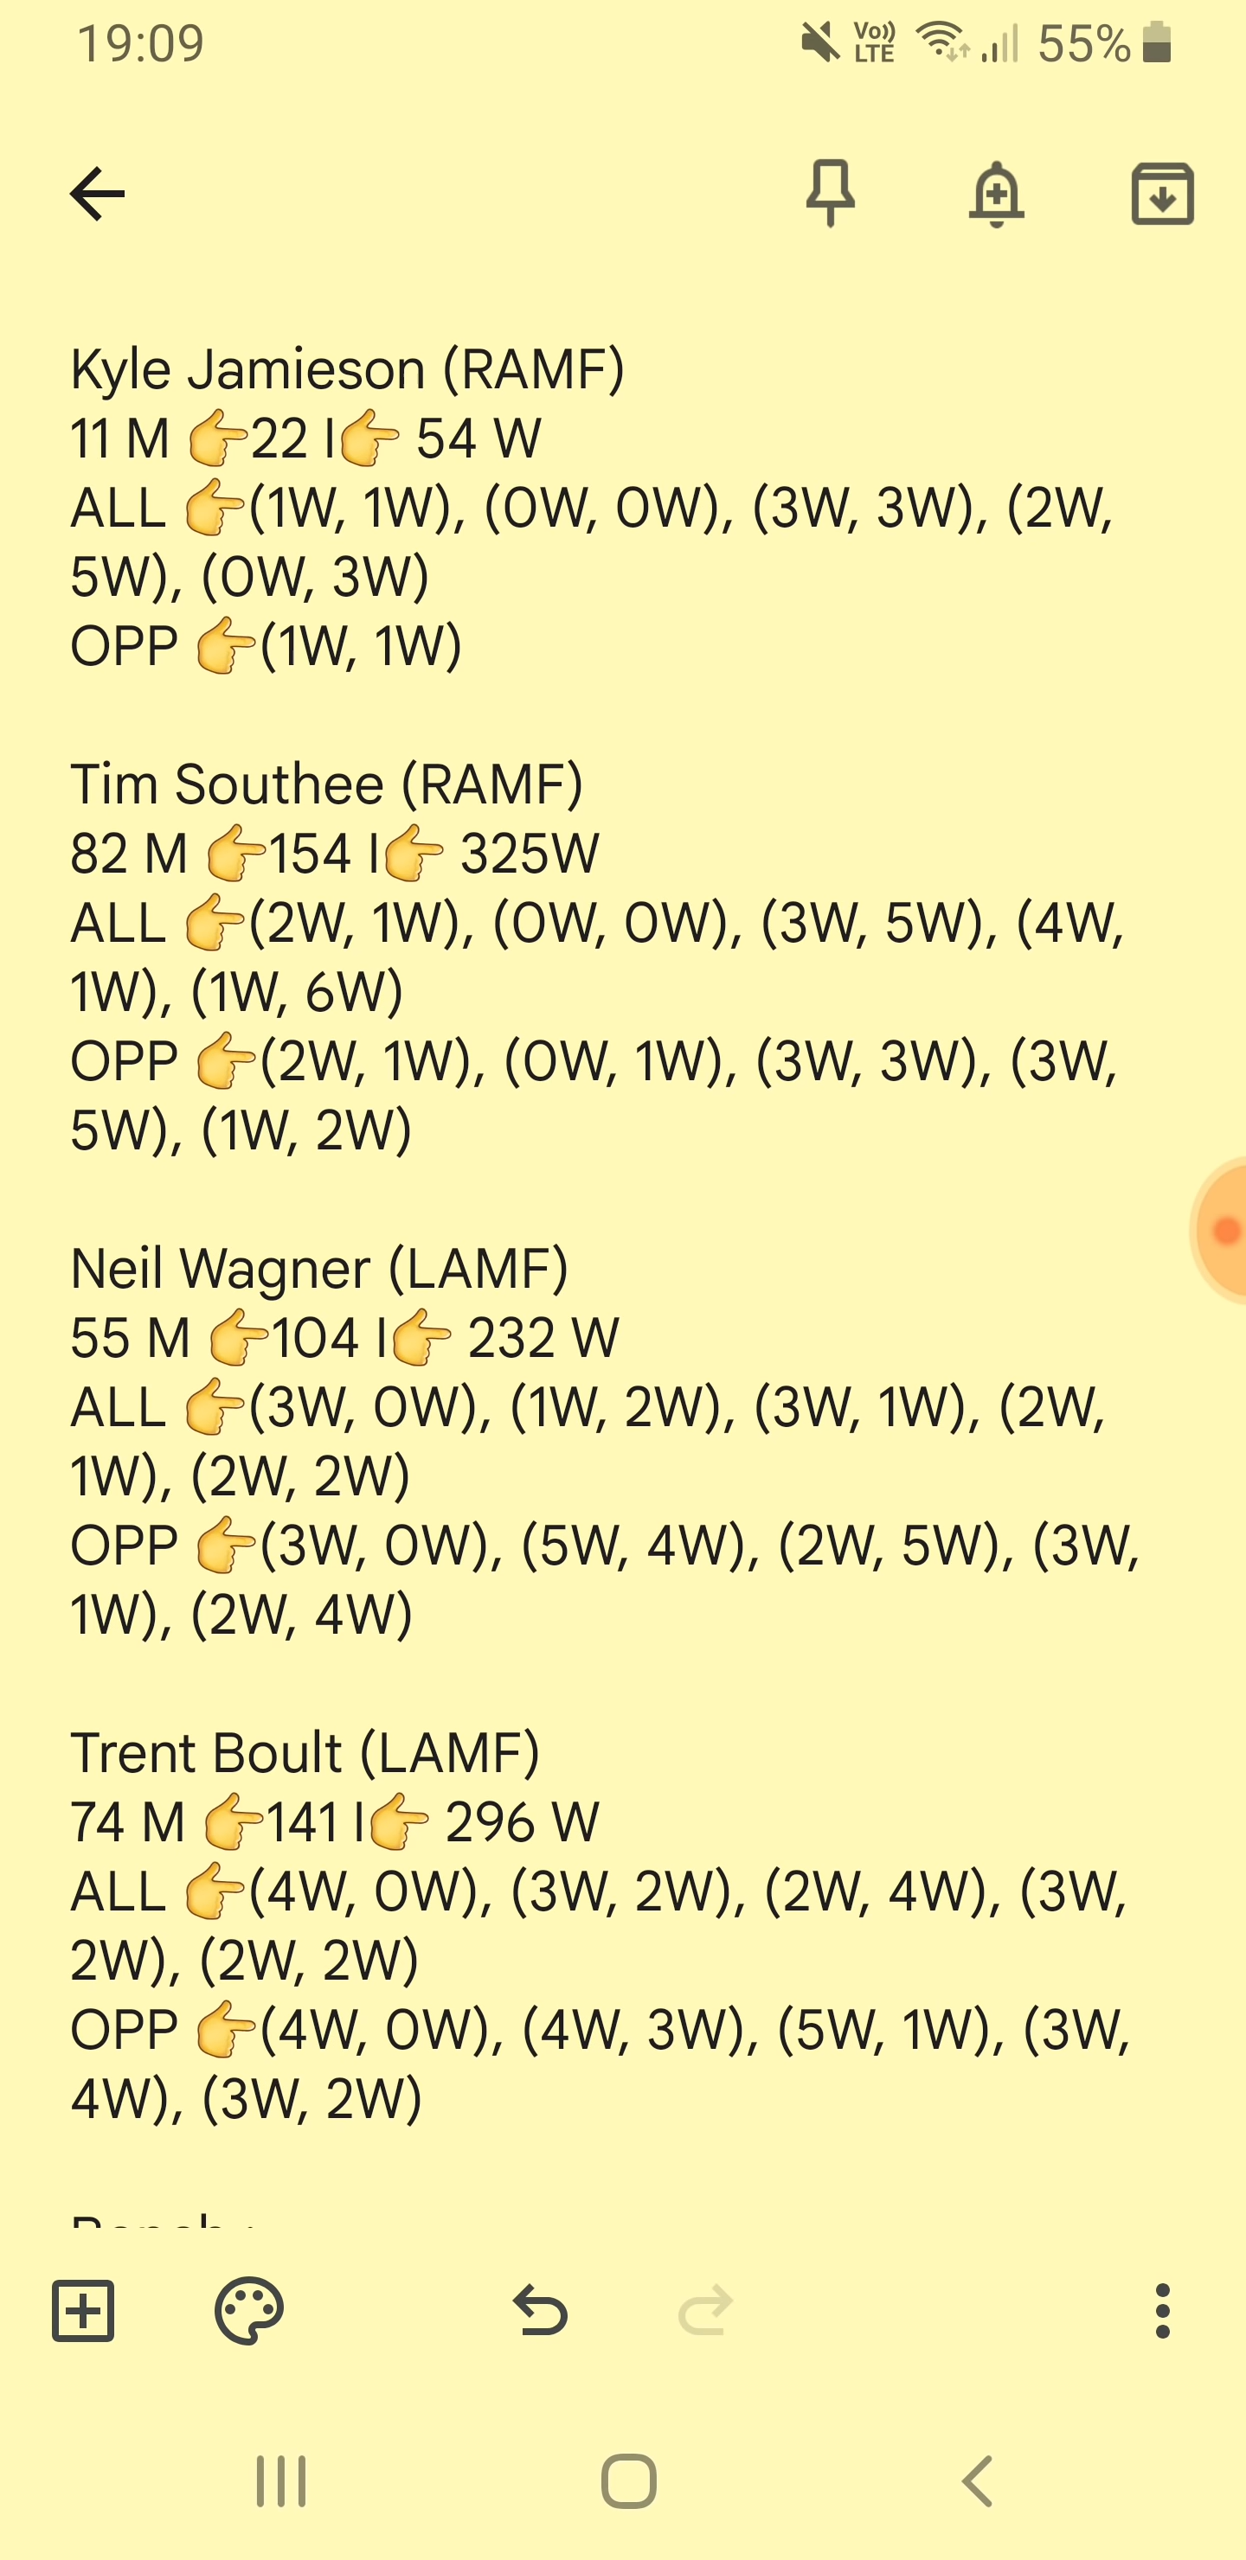 19:09 Vo)) LTE 55%
Kyle Jamieson (RAMF)
11 M 👉22 I👉 54 W
ALL 👉(1W, 1W), (0W, 0W), (3W, 3W), (2W,
5W), (0W, 3W)
OPP 👉(1W, 1W)
Tim Southee (RAMF)
82 M 👉154 I👉 325W
ALL 👉(2W, 1W), (0W, 0W), (3W, 5W), (4W,
1W), (1W, 6W)
OPP 👉(2W, 1W), (0W, 1W), (3W, 3W), (3W,
5W), (1W, 2W)
Neil Wagner (LAMF)
55 M 👉104 I👉 232 W
ALL 👉(3W, 0W), (1W, 2W), (3W, 1W), (2W,
1W), (2W, 2W)
OPP 👉(3W, 0W), (5W, 4W), (2W, 5W), (3W,
1W), (2W, 4W)
Trent Boult (LAMF)
74 M 👉141 I👉 296 W
ALL 👉(4W, 0W), (3W, 2W), (2W, 4W), (3W,
2W), (2W, 2W)
OPP 👉(4W, 0W), (4W, 3W), (5W, 1W), (3W,
4W), (3W, 2W)